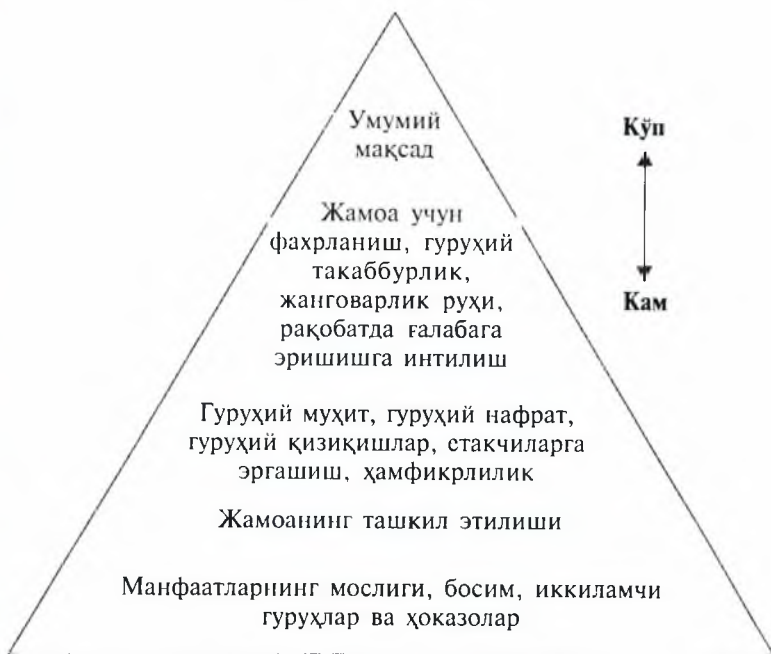 Умумий
мақсад
Кўп
Жамоа учун
фахрланиш, гуруҳий
такаббурлик,
жанговарлик руҳи,
рақобатда ғалабага
эришишга интилиш
Кам
Гуруҳий муҳит, гуруҳий нафрат,
гуруҳий қизиқишлар, етакчиларга
эргашиш, ҳамфикрлилик
Жамоанинг ташкил этилиши
Манфаатларнинг мослиги, босим, иккиламчи
гуруҳлар ва ҳоказолар